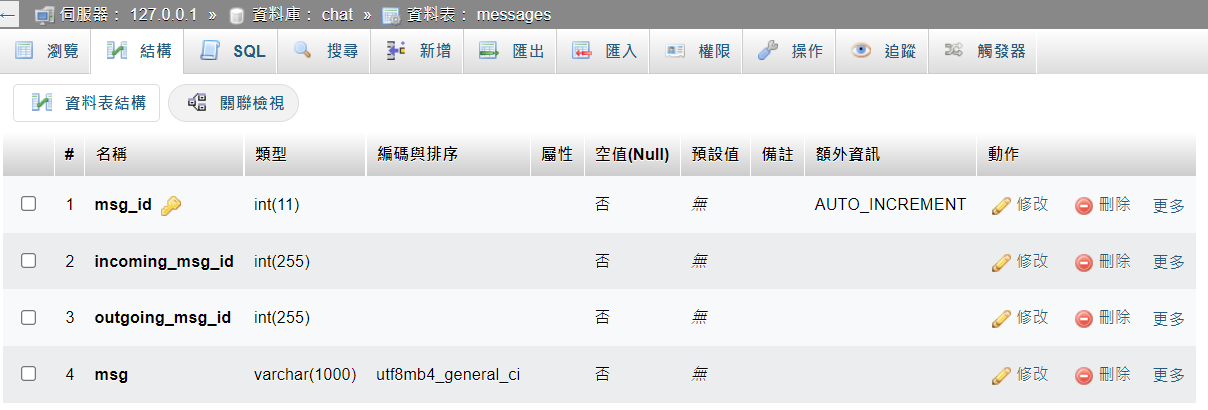 ← 伺服器： 127.0.0.1 » 資料庫： chat » 資料表： messages
瀏覽 結構 SQL 搜尋 新增 匯出 匯入 權限 操作 追蹤 觸發器
資料表結構 關聯檢視
# 名稱 類型 編碼與排序 屬性 空值(Null) 預設值 備註 額外資訊 動作
1 msg_id int(11) 否 無 AUTO_INCREMENT 修改 刪除 更多
2 incoming_msg_id int(255) 否 無 修改 刪除 更多
3 outgoing_msg_id int(255) 否 無 修改 刪除 更多
4 msg varchar(1000) utf8mb4_general_ci 否 無 修改 刪除 更多